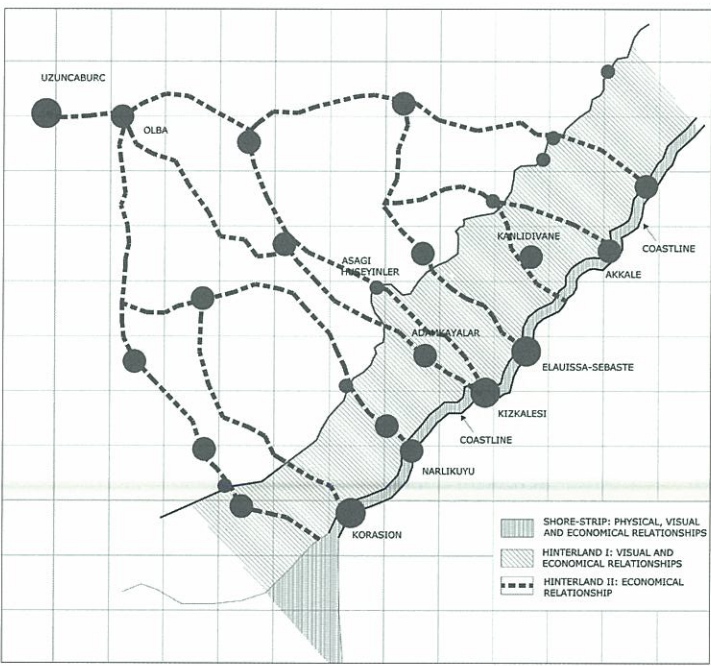 UZUNCABURC
OLBA
KANLIDIVANE
COASTLINE
AKKALE
ASAGI
HUSEYINLER
ADAMKAYALAR
ELAUISSA-SEBASTE
KIZKALESI
COASTLINE
NARLIKUYU
KORASION
SHORE-STRIP: PHYSICAL, VISUAL
AND ECONOMICAL RELATIONSHIPS
HINTERLAND I: VISUAL AND
ECONOMICAL RELATIONSHIPS
HINTERLAND II: ECONOMICAL
RELATIONSHIP